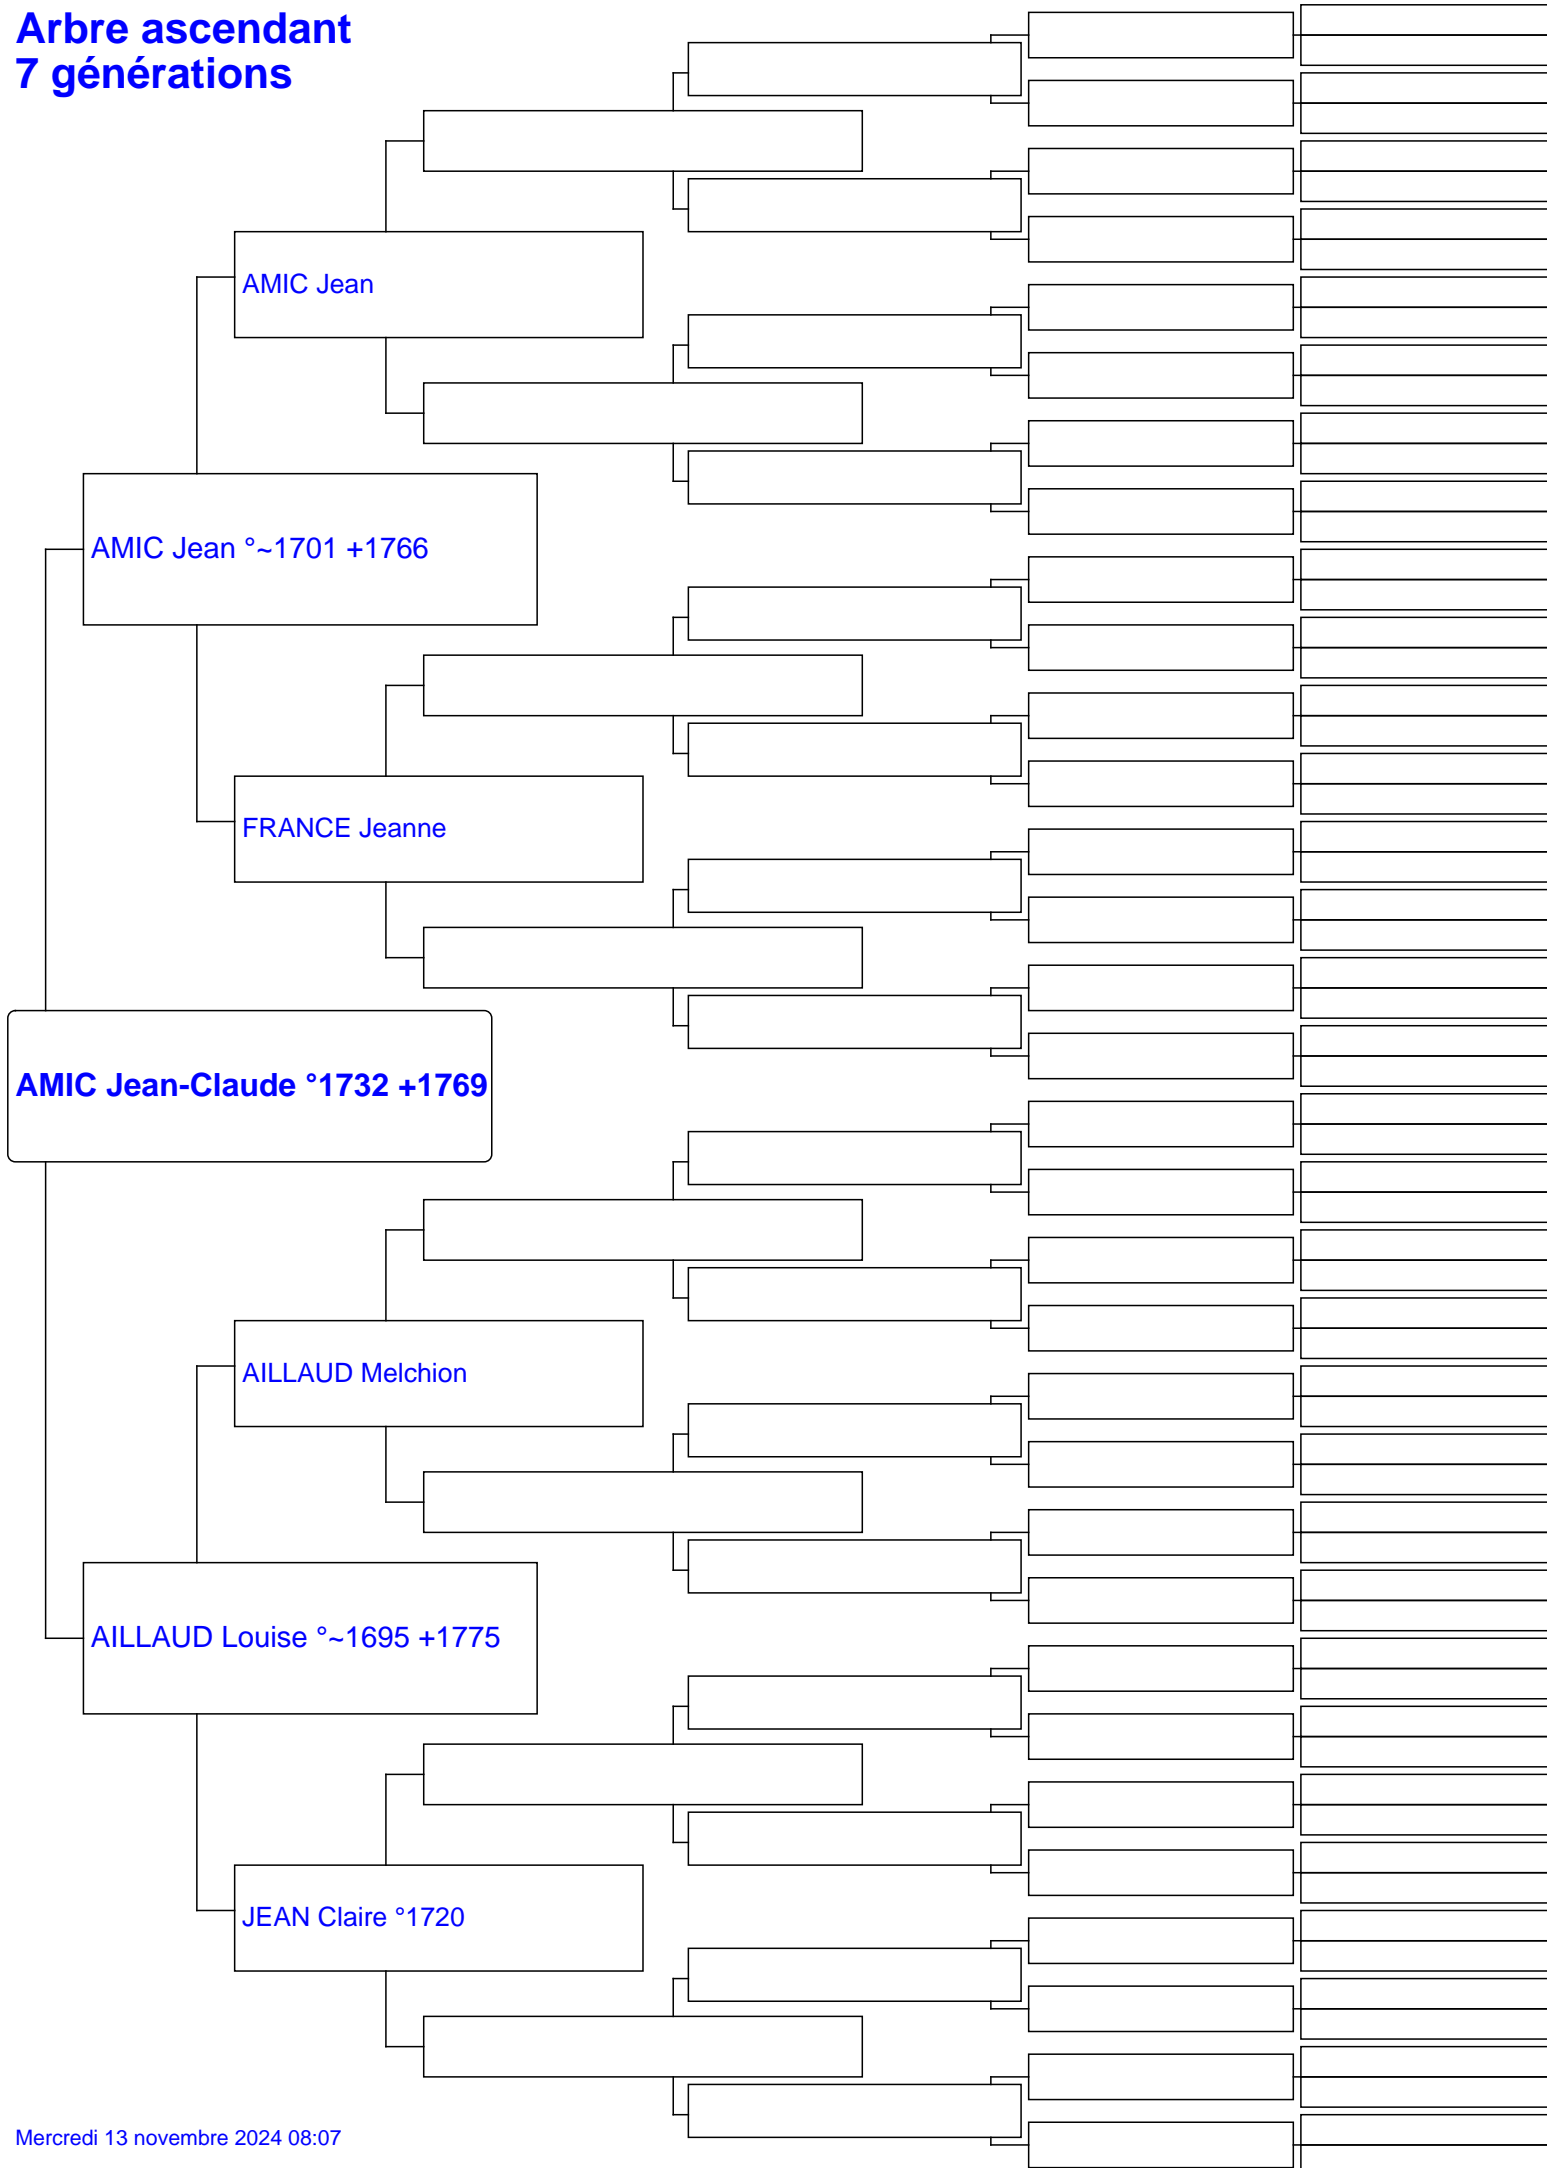 Arbre ascendant
7 générations
AMIC Jean
AMIC Jean °~1701 +1766
FRANCE Jeanne
AMIC Jean-Claude °1732 +1769
AILLAUD Melchion
AILLAUD Louise °~1695 +1775
JEAN Claire °1720
Mercredi 13 novembre 2024 08:07